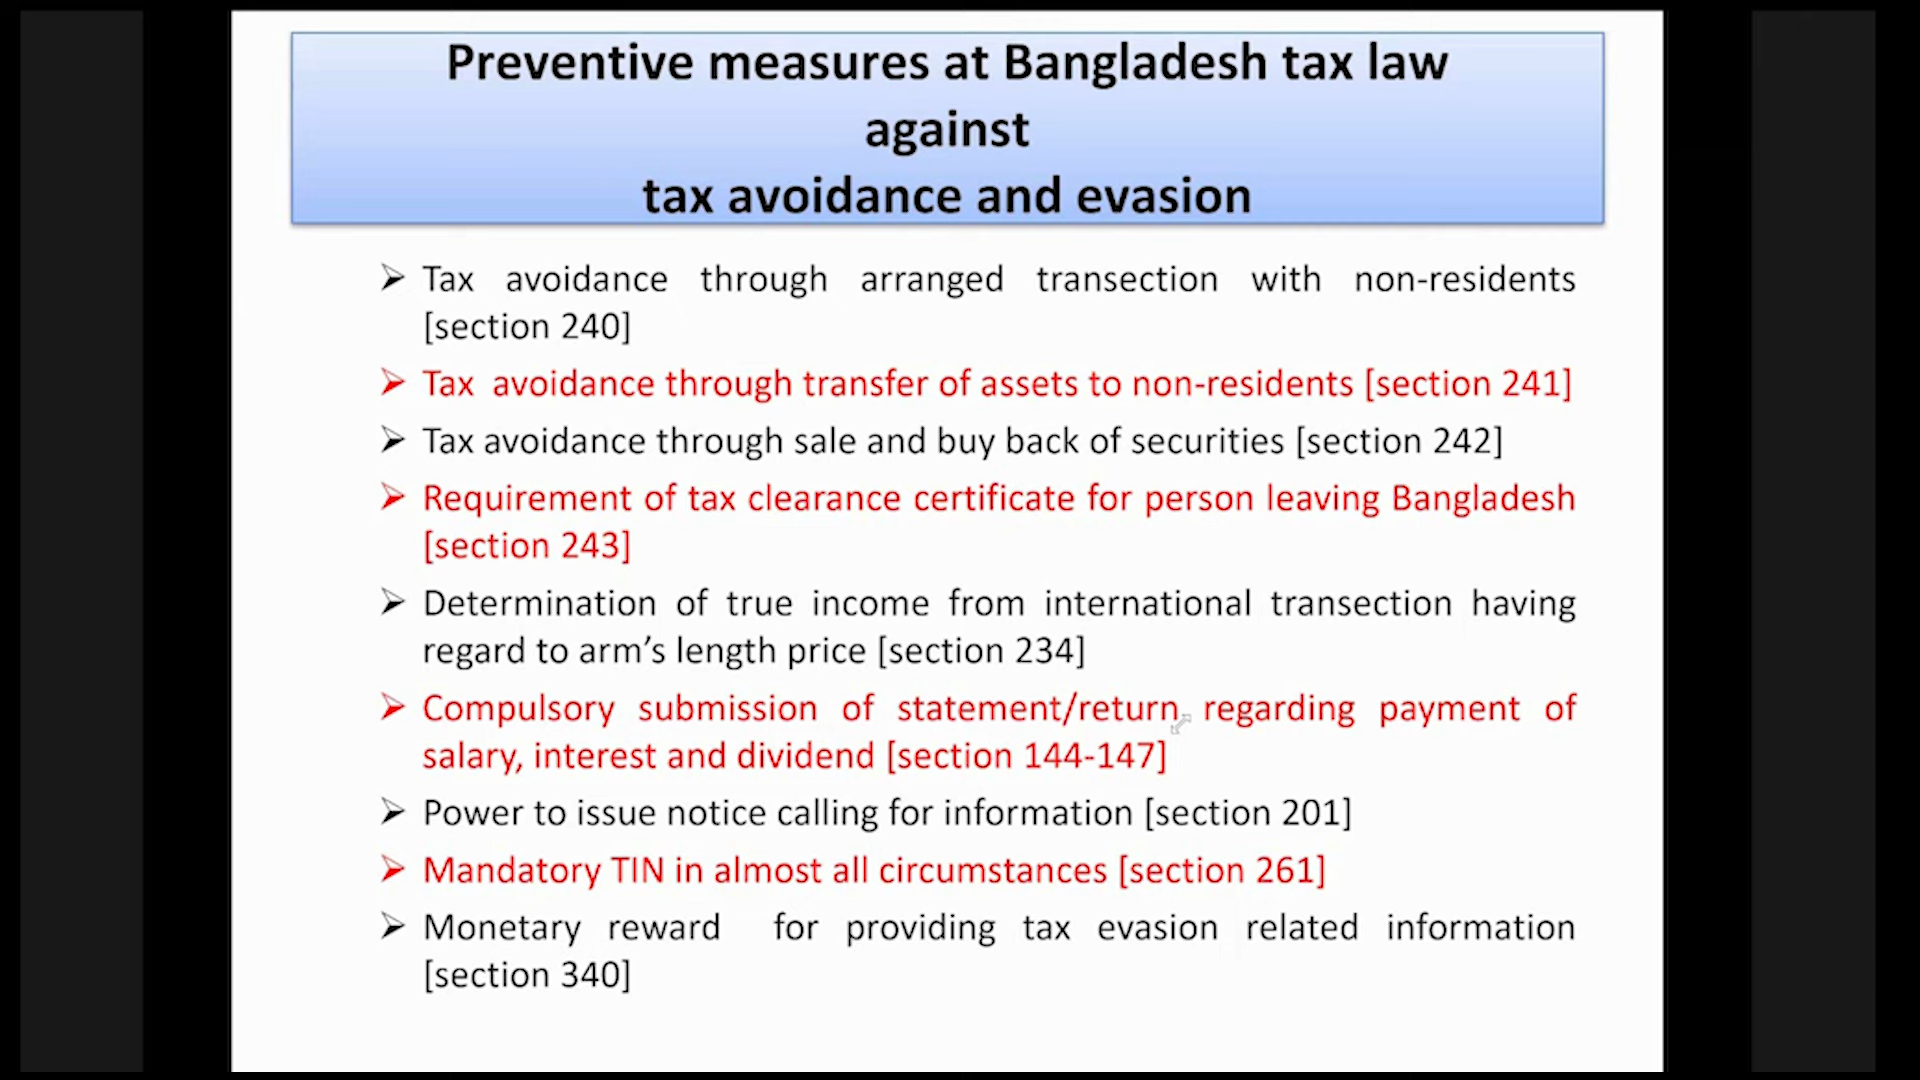 Preventive measures at Bangladesh tax law
against
tax avoidance and evasion
Tax avoidance through arranged transection with non-residents
[section 240]
Tax avoidance through transfer of assets to non-residents [section 241]
Tax avoidance through sale and buy back of securities [section 242]
Requirement of tax clearance certificate for person leaving Bangladesh
[section 243]
Determination of true income from international transection having
regard to arm’s length price [section 234]
Compulsory submission of statement/return regarding payment of
salary, interest and dividend [section 144-147]
Power to issue notice calling for information [section 201]
Mandatory TIN in almost all circumstances [section 261]
Monetary reward for providing tax evasion related information
[section 340]